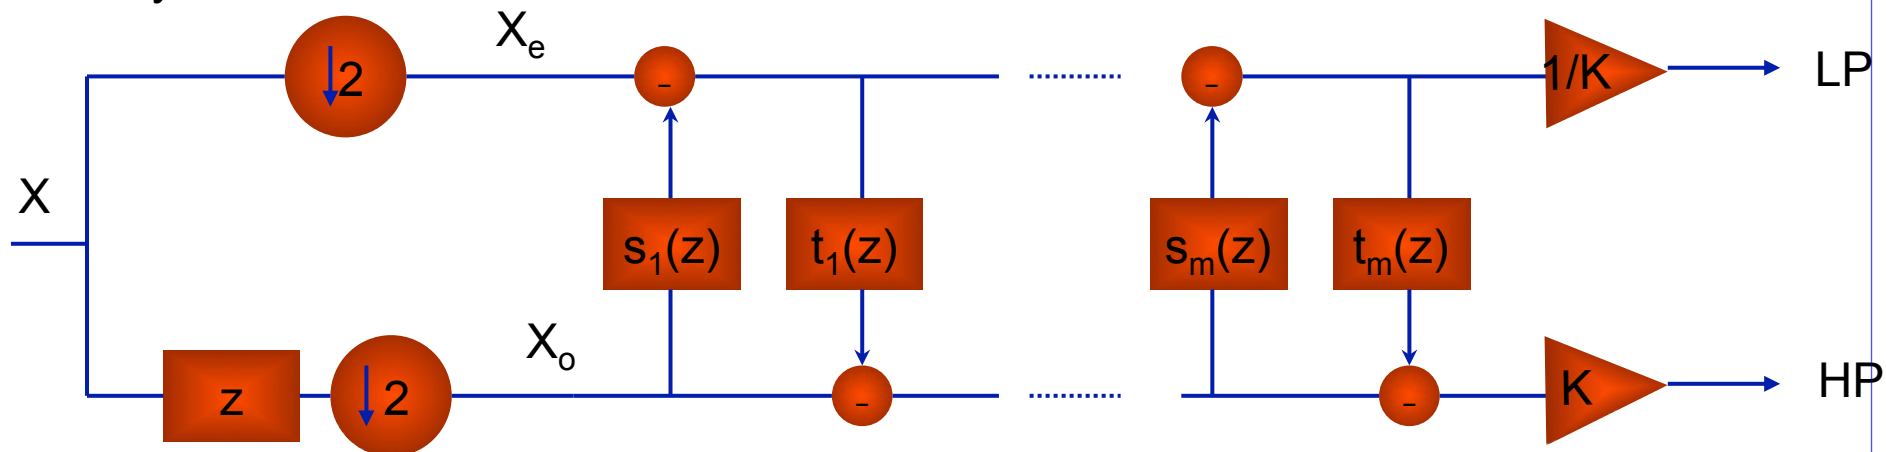 X
↓2
Xe
-
-
1/K
LP
s1(z)
t1(z)
sm(z)
tm(z)
z
↓2
Xo
-
-
K
HP